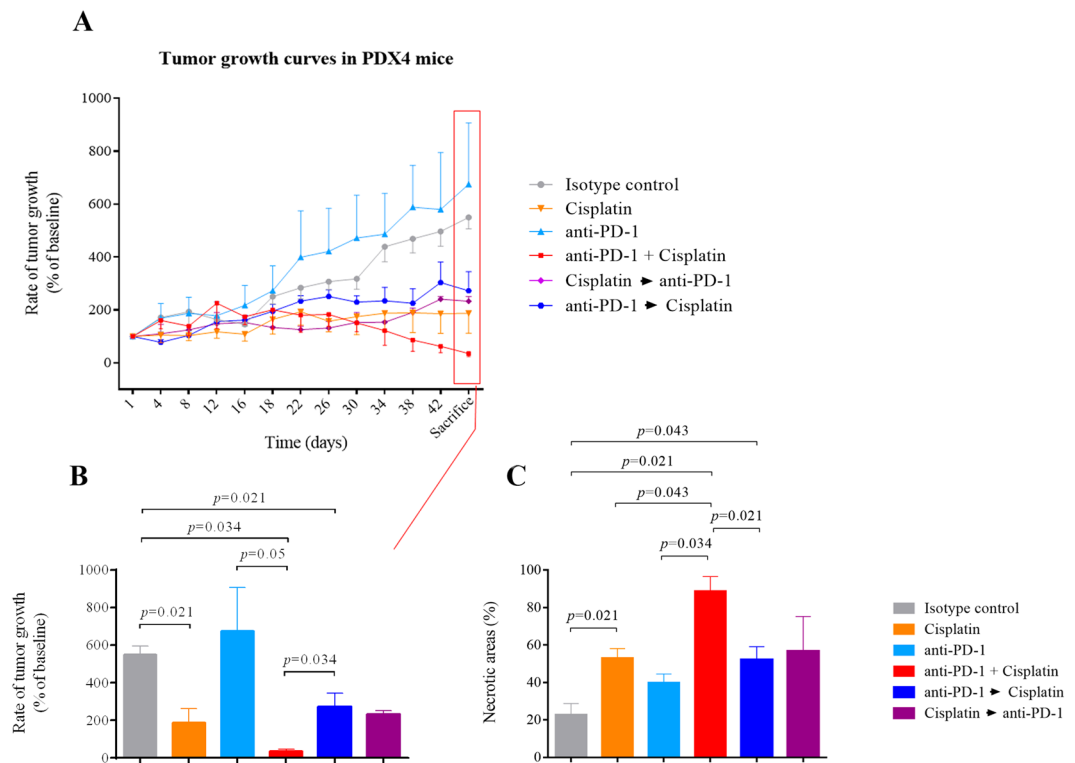 A
Tumor growth curves in PDX4 mice
Rate of tumor growth
(% of baseline)
1000
800
600
400
200
0
1
4
8
12
16
18
22
26
30
34
38
42
Sacrifice
Time (days)
Isotype control
Cisplatin
anti-PD-1
anti-PD-1 + Cisplatin
Cisplatin ➤ anti-PD-1
anti-PD-1 ➤ Cisplatin
B
p=0.021
p=0.034
p=0.05
p=0.021
p=0.034
Rate of tumor growth
(% of baseline)
1000
800
600
400
200
0
C
p=0.043
p=0.021
p=0.043
p=0.021
p=0.034
p=0.021
Necrotic areas (%)
100
80
60
40
20
0
Isotype control
Cisplatin
anti-PD-1
anti-PD-1 + Cisplatin
anti-PD-1 ➤ Cisplatin
Cisplatin ➤ anti-PD-1